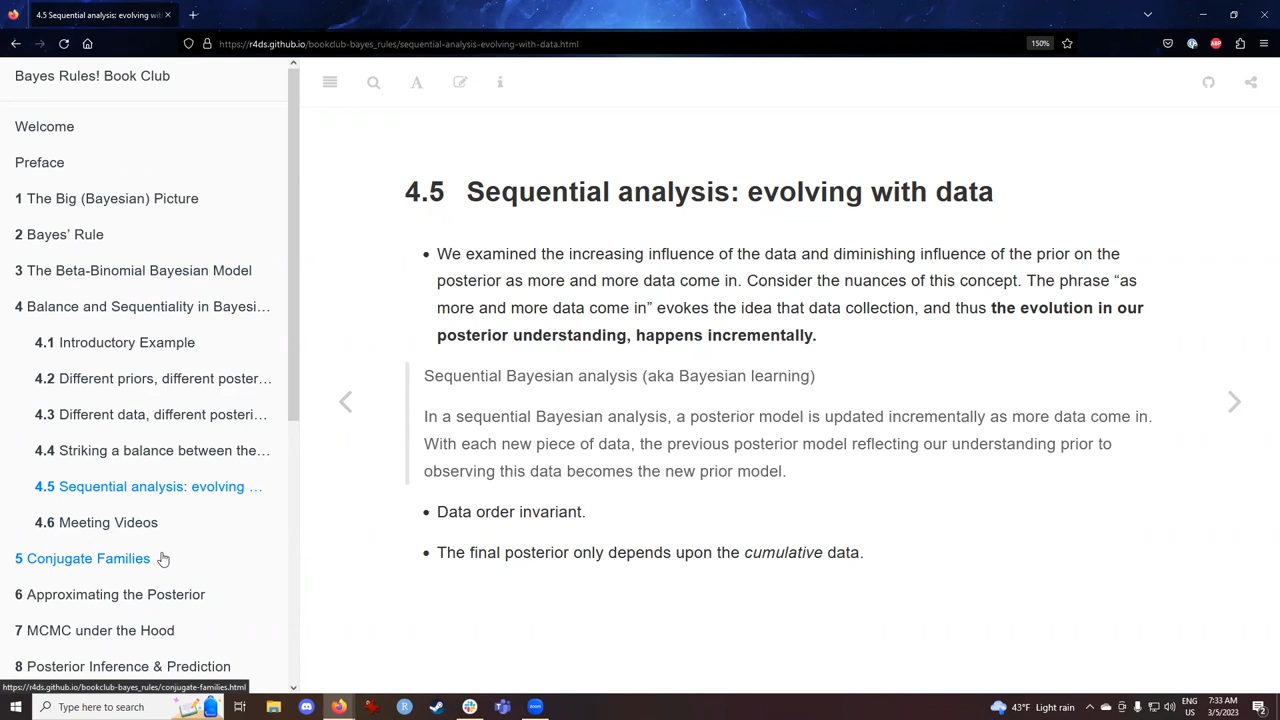 4.5 Sequential analysis: evolving wit
https://r4ds.github.io/bookclub-bayes_rules/sequential-analysis-evolving-with-data.html
150%
ABP
Bayes Rules! Book Club
Welcome
Preface
1 The Big (Bayesian) Picture
2 Bayes' Rule
3 The Beta-Binomial Bayesian Model
4 Balance and Sequentiality in Bayesi...
4.1 Introductory Example
4.2 Different priors, different poster...
4.3 Different data, different posteri...
4.4 Striking a balance between the...
4.5 Sequential analysis: evolving ...
4.6 Meeting Videos
5 Conjugate Families
6 Approximating the Posterior
7 MCMC under the Hood
8 Posterior Inference & Prediction
https://r4ds.github.io/bookclub-bayes_rules/conjugate-families.html
4.5 Sequential analysis: evolving with data
• We examined the increasing influence of the data and diminishing influence of the prior on the
posterior as more and more data come in. Consider the nuances of this concept. The phrase “as
more and more data come in” evokes the idea that data collection, and thus the evolution in our
posterior understanding, happens incrementally.
Sequential Bayesian analysis (aka Bayesian learning)
In a sequential Bayesian analysis, a posterior model is updated incrementally as more data come in.
With each new piece of data, the previous posterior model reflecting our understanding prior to
observing this data becomes the new prior model.
• Data order invariant.
• The final posterior only depends upon the cumulative data.
Type here to search
43°F Light rain
ENG
US
7:33 AM
3/5/2023